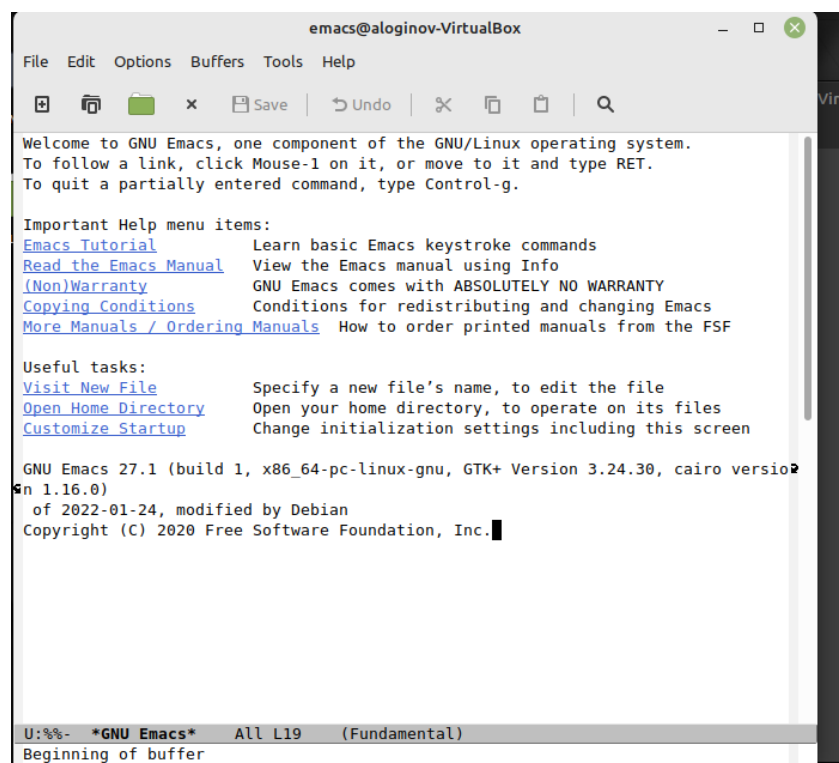 emacs@aloginov-VirtualBox
File Edit Options Buffers Tools Help
Save Undo
Vir
Welcome to GNU Emacs, one component of the GNU/Linux operating system.
To follow a link, click Mouse-1 on it, or move to it and type RET.
To quit a partially entered command, type Control-g.
Important Help menu items:
Emacs Tutorial Learn basic Emacs keystroke commands
Read the Emacs Manual View the Emacs manual using Info
(Non)Warranty GNU Emacs comes with ABSOLUTELY NO WARRANTY
Copying Conditions Conditions for redistributing and changing Emacs
More Manuals / Ordering Manuals How to order printed manuals from the FSF
Useful tasks:
Visit New File Specify a new file’s name, to edit the file
Open Home Directory Open your home directory, to operate on its files
Customize Startup Change initialization settings including this screen
GNU Emacs 27.1 (build 1, x86_64-pc-linux-gnu, GTK+ Version 3.24.30, cairo versio
n 1.16.0)
of 2022-01-24, modified by Debian
Copyright (C) 2020 Free Software Foundation, Inc.
U:%%- *GNU Emacs* All L19 (Fundamental)
Beginning of buffer